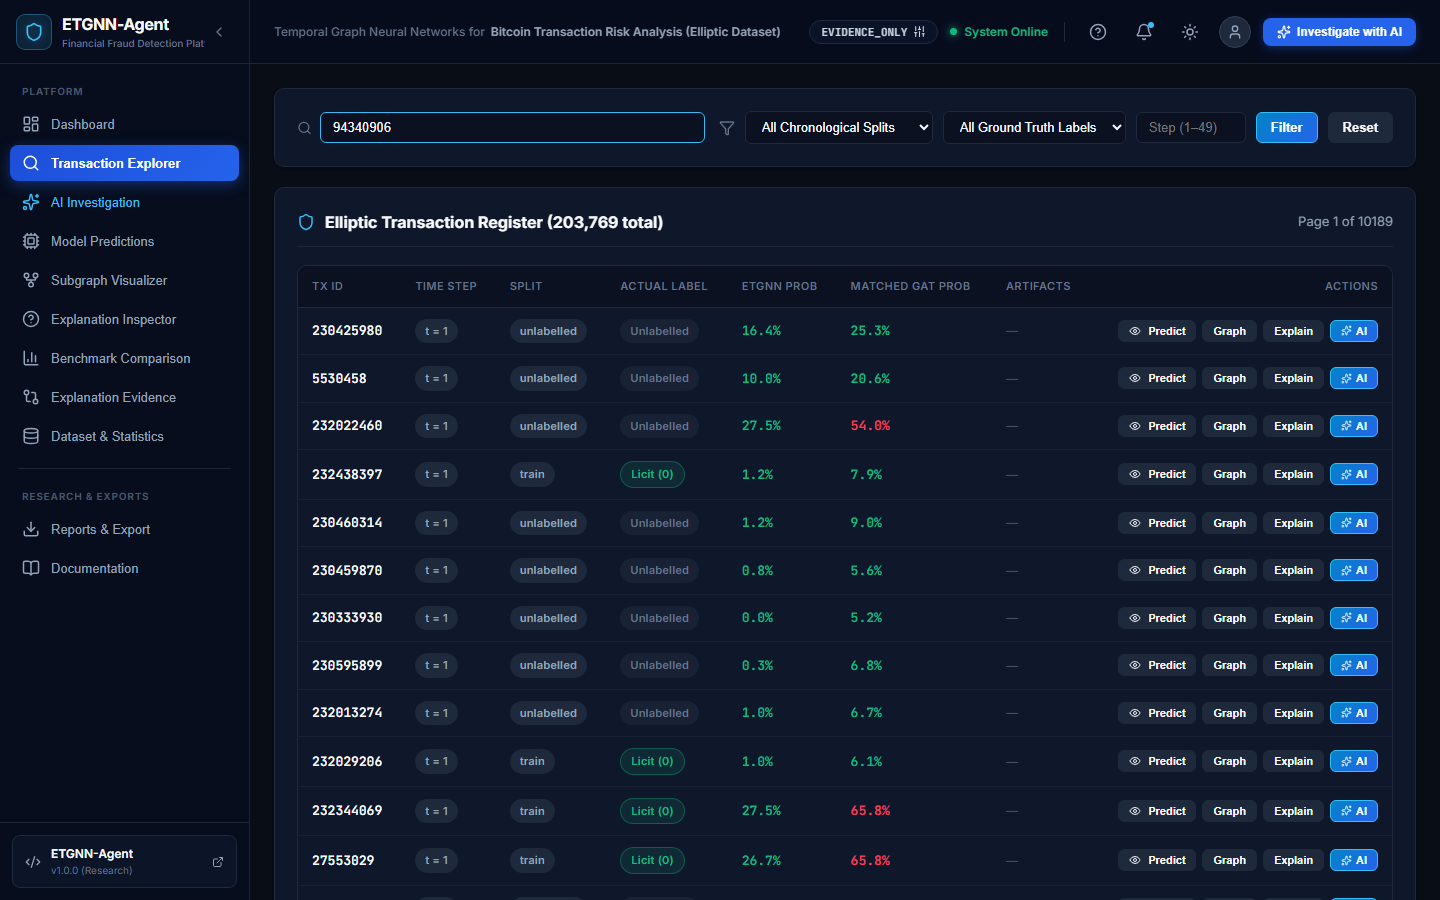 ETGNN-Agent
Financial Fraud Detection Plat
Temporal Graph Neural Networks for Bitcoin Transaction Risk Analysis (Elliptic Dataset)
EVIDENCE_ONLY
System Online
Investigate with AI
PLATFORM
Dashboard
Transaction Explorer
AI Investigation
Model Predictions
Subgraph Visualizer
Explanation Inspector
Benchmark Comparison
Explanation Evidence
Dataset & Statistics
RESEARCH & EXPORTS
Reports & Export
Documentation
ETGNN-Agent
v1.0.0 (Research)
94340906 All Chronological Splits All Ground Truth Labels Step (1–49) Filter Reset
Elliptic Transaction Register (203,769 total) Page 1 of 10189
TX ID TIME STEP SPLIT ACTUAL LABEL ETGNN PROB MATCHED GAT PROB ARTIFACTS ACTIONS
230425980 t = 1 unlabelled Unlabelled 16.4% 25.3% — Predict Graph Explain AI
5530458 t = 1 unlabelled Unlabelled 10.0% 20.6% — Predict Graph Explain AI
232022460 t = 1 unlabelled Unlabelled 27.5% 54.0% — Predict Graph Explain AI
232438397 t = 1 train Licit (0) 1.2% 7.9% — Predict Graph Explain AI
230460314 t = 1 unlabelled Unlabelled 1.2% 9.0% — Predict Graph Explain AI
230459870 t = 1 unlabelled Unlabelled 0.8% 5.6% — Predict Graph Explain AI
230333930 t = 1 unlabelled Unlabelled 0.0% 5.2% — Predict Graph Explain AI
230595899 t = 1 unlabelled Unlabelled 0.3% 6.8% — Predict Graph Explain AI
232013274 t = 1 unlabelled Unlabelled 1.0% 6.7% — Predict Graph Explain AI
232029206 t = 1 train Licit (0) 1.0% 6.1% — Predict Graph Explain AI
232344069 t = 1 train Licit (0) 27.5% 65.8% — Predict Graph Explain AI
27553029 t = 1 train Licit (0) 26.7% 65.8% — Predict Graph Explain AI